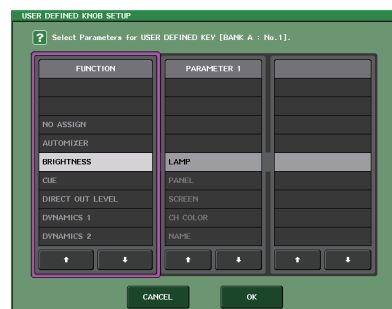 USER DEFINED KNOB SETUP
? Select Parameters for USER DEFINED KEY [BANK A : No.1].
FUNCTION
PARAMETER 1
NO ASSIGN
AUTOMIXER
BRIGHTNESS
LAMP
CUE
PANEL
DIRECT OUT LEVEL
SCREEN
DYNAMICS 1
CH COLOR
DYNAMICS 2
NAME
CANCEL
OK